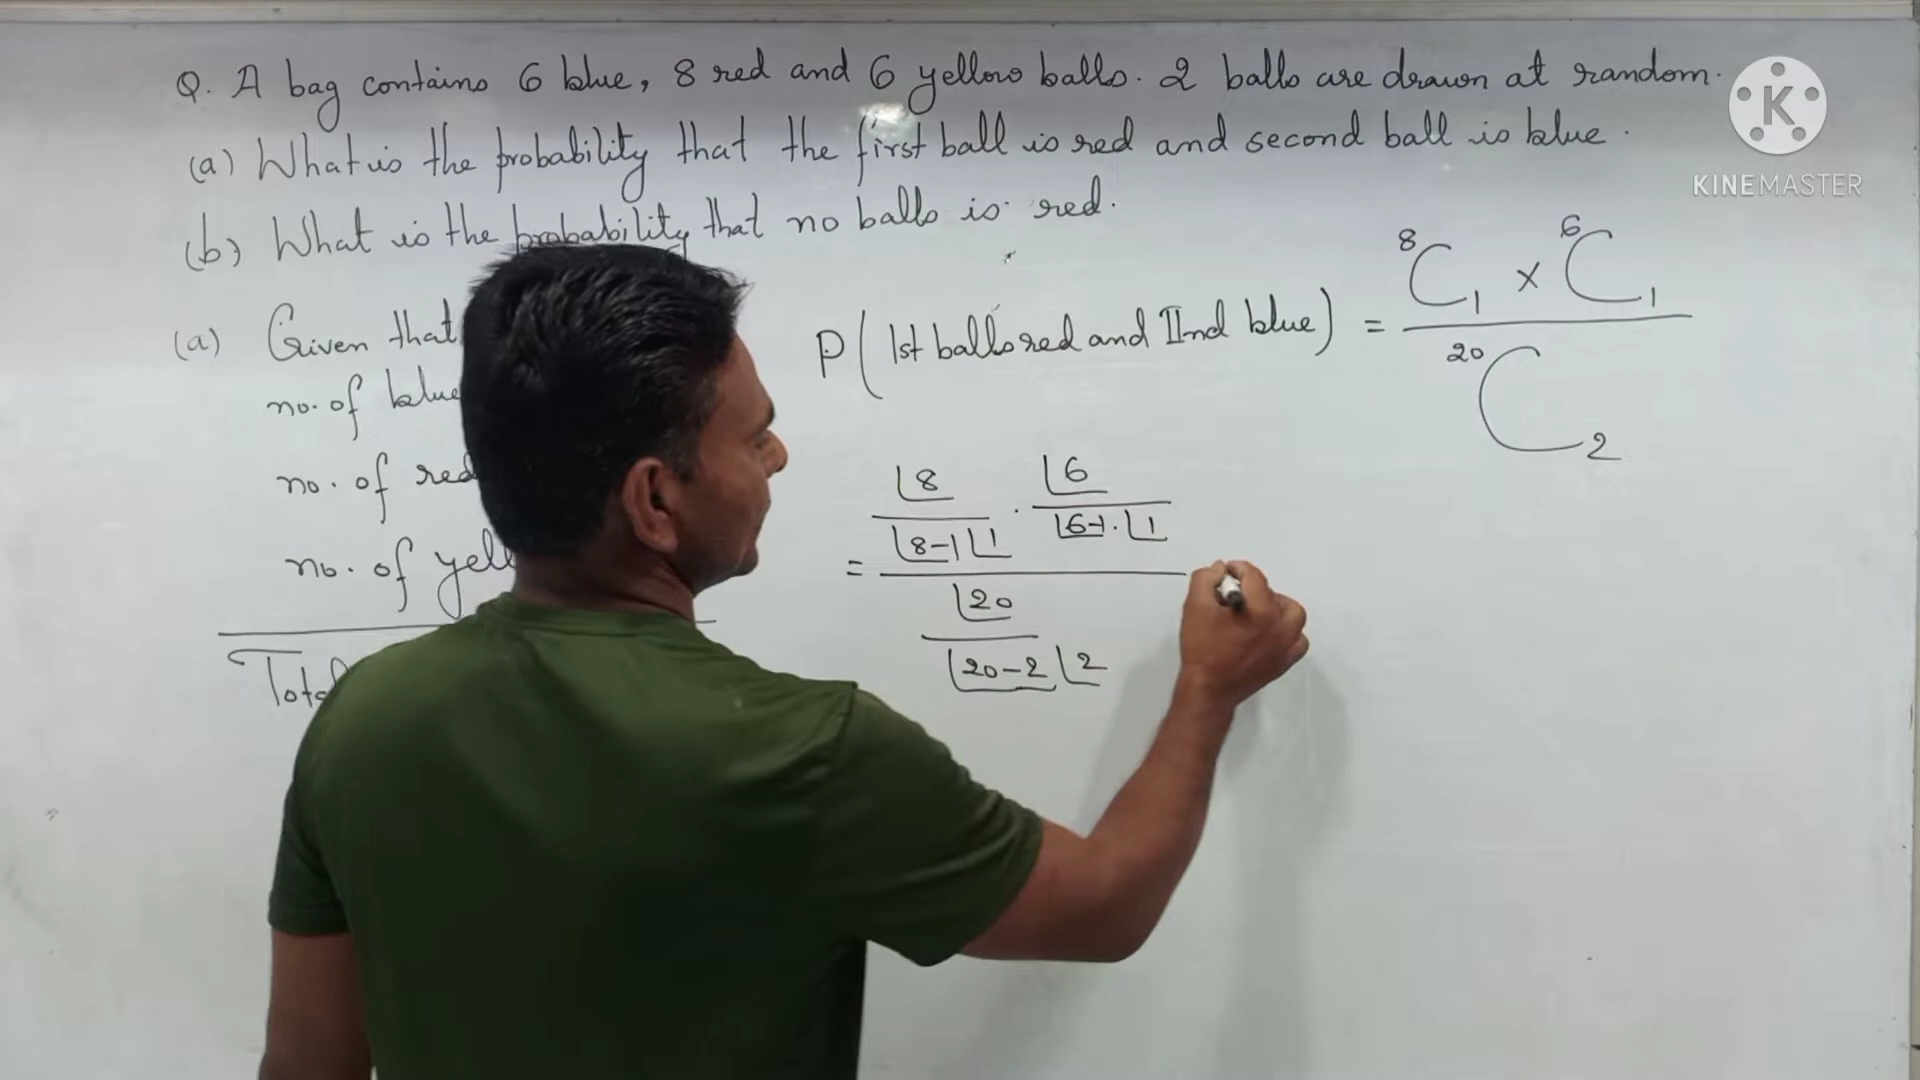 Q. A bag contains 6 blue, 8 red and 6 yellow balls. 2 balls are drawn at random.
(a) What is the probability that the first ball is red and second ball is blue.
(b) What is the probability that no balls is red.
K
KINEMASTER
(a) Given that
no. of blue
no. of red
no. of yell
Tota
P(1st ball is red and IInd blue) = ⁸C₁ × ⁶C₁
²⁰C₂
⌊8 · ⌊6
⌊8-1 ⌊1 ⌊6-1 · ⌊1
=
⌊20
⌊20-2 ⌊2